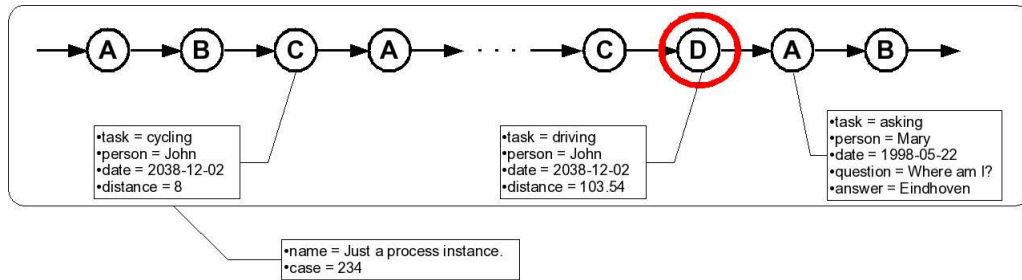 A B C A . . . C D A B
•task = cycling
•person = John
•date = 2038-12-02
•distance = 8
•task = driving
•person = John
•date = 2038-12-02
•distance = 103.54
•task = asking
•person = Mary
•date = 1998-05-22
•question = Where am I?
•answer = Eindhoven
•name = Just a process instance.
•case = 234